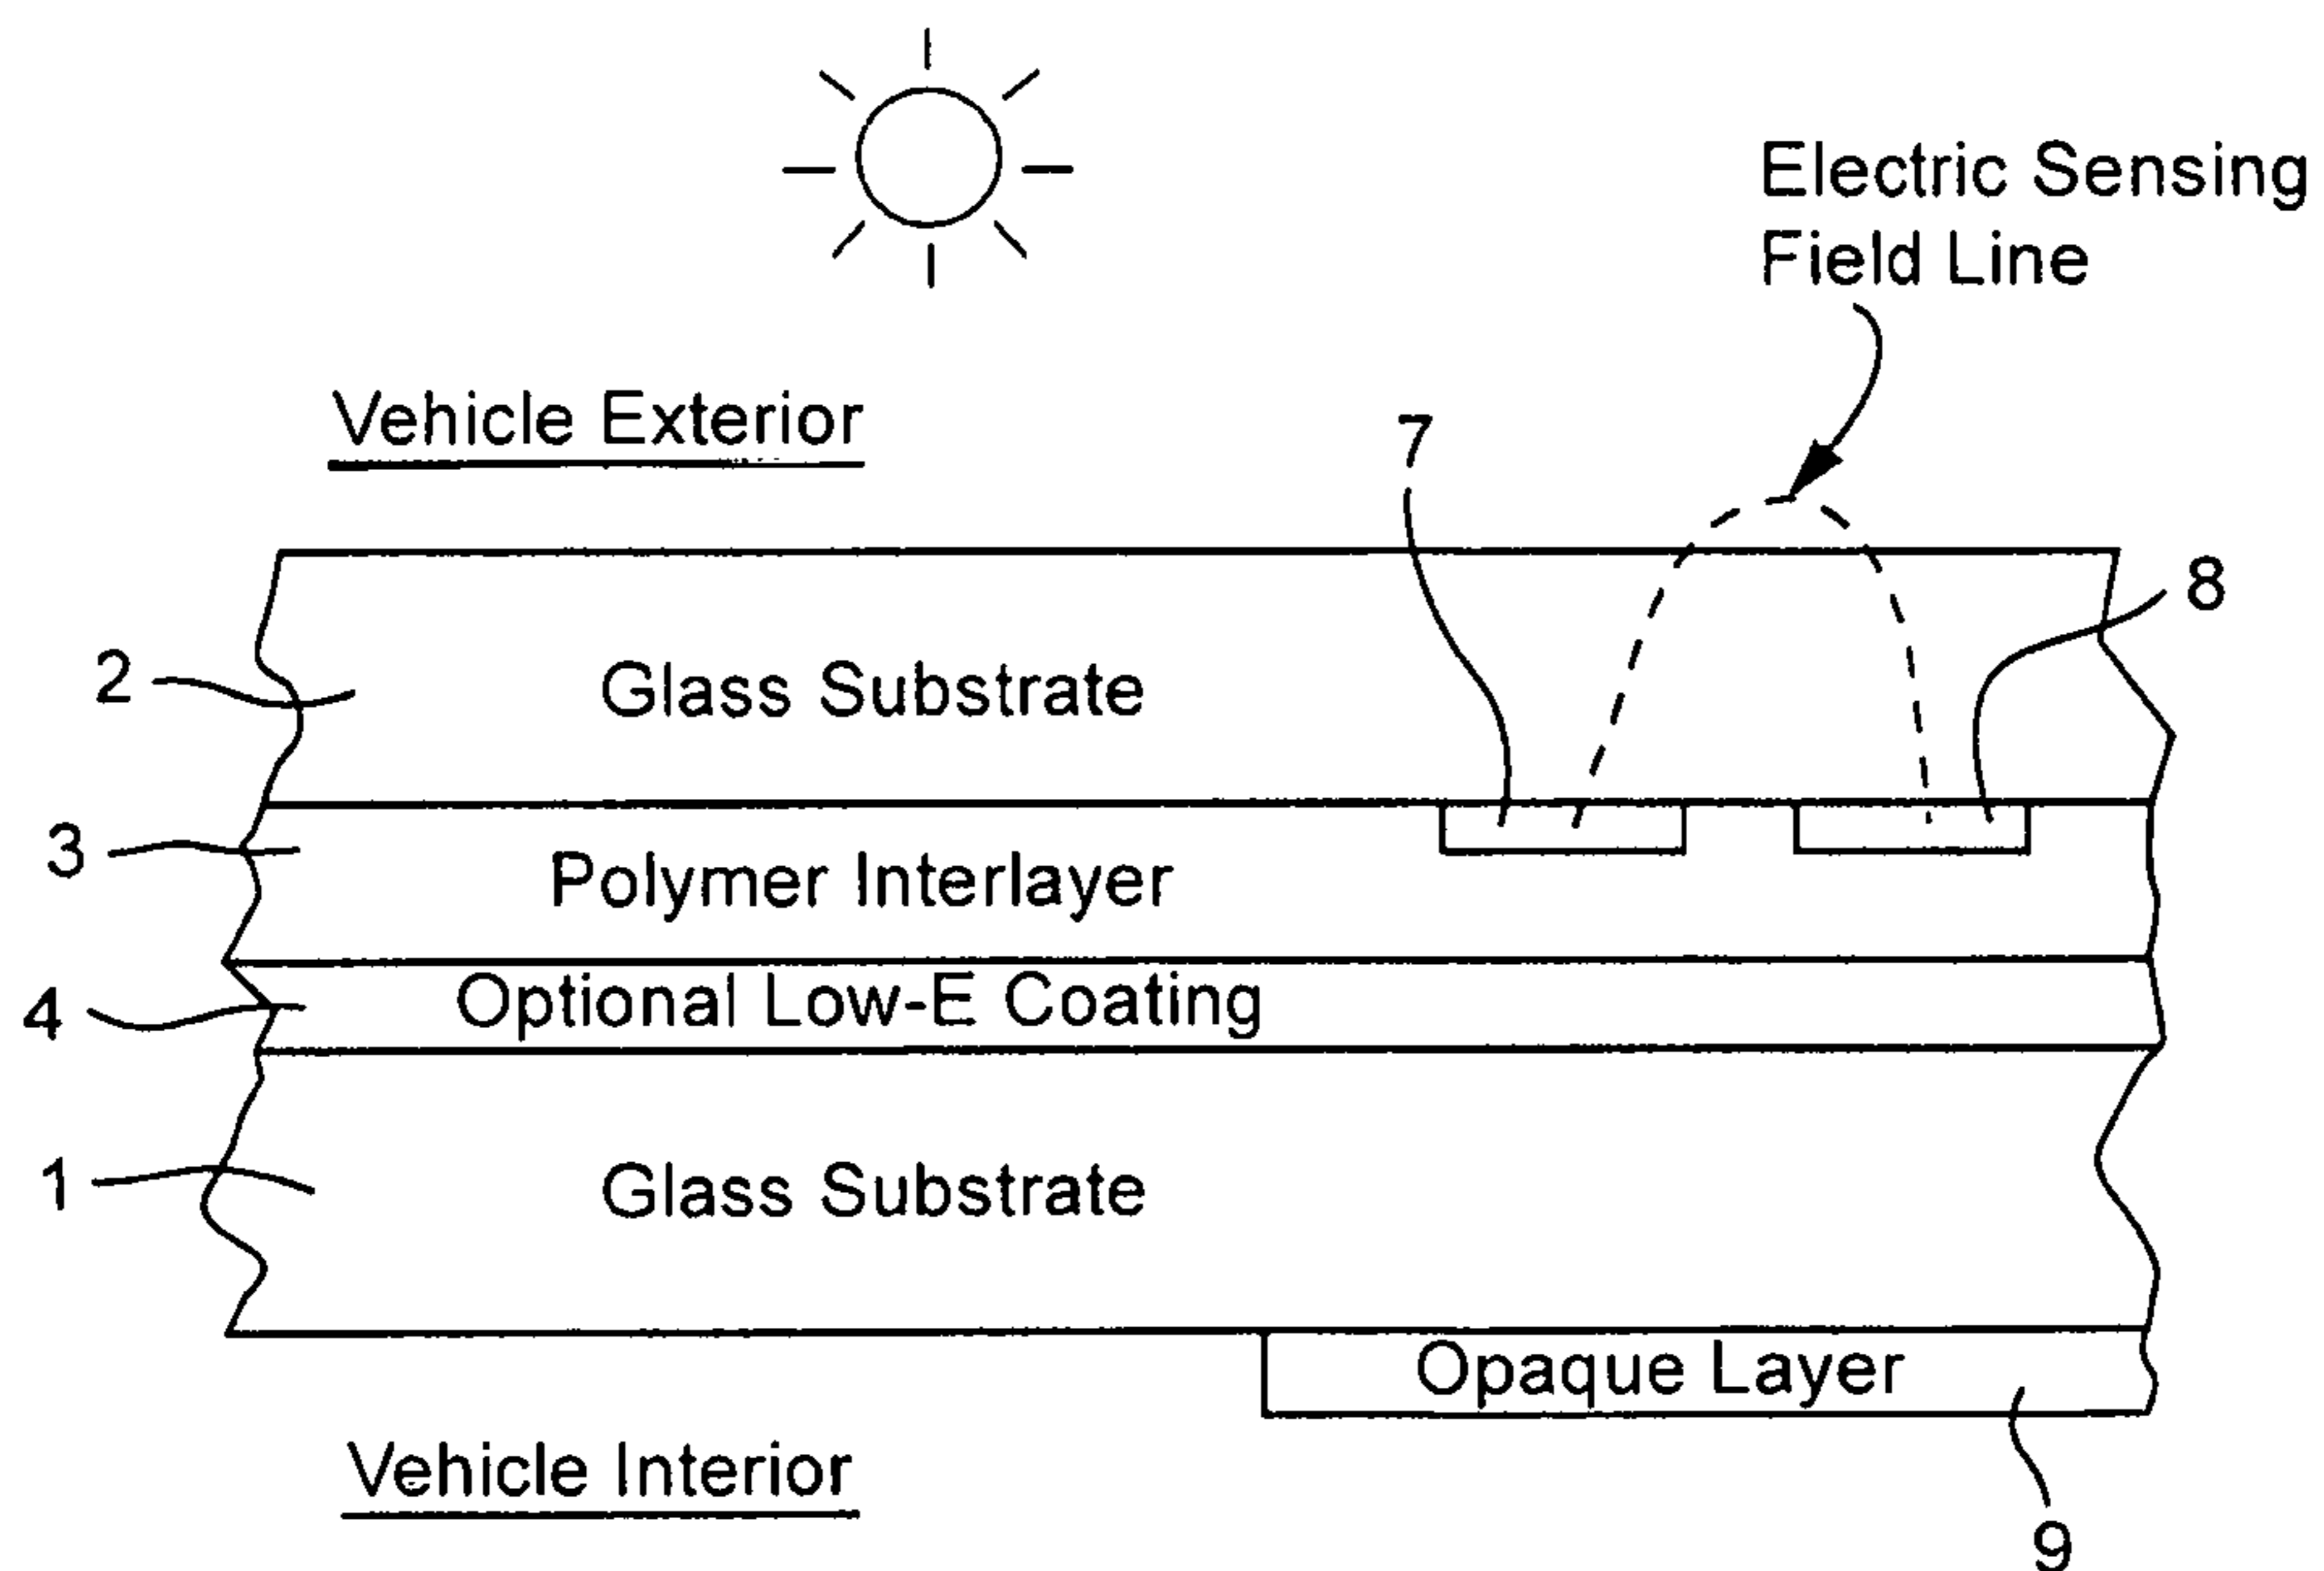 Electric Sensing
Field Line
Vehicle Exterior
7
8
2
Glass Substrate
3
Polymer Interlayer
4
Optional Low-E Coating
1
Glass Substrate
Opaque Layer
Vehicle Interior
9